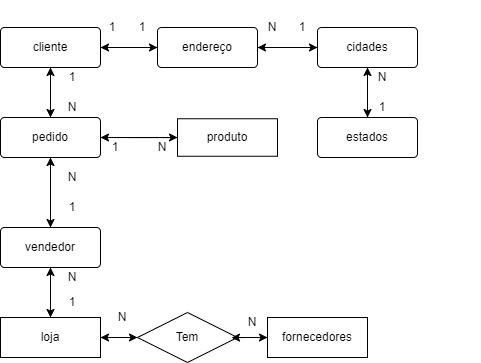 1 1 N 1
cliente endereço cidades
1 N
N 1
pedido produto estados
1 N
N
1
vendedor
N
1
N N
loja Tem fornecedores